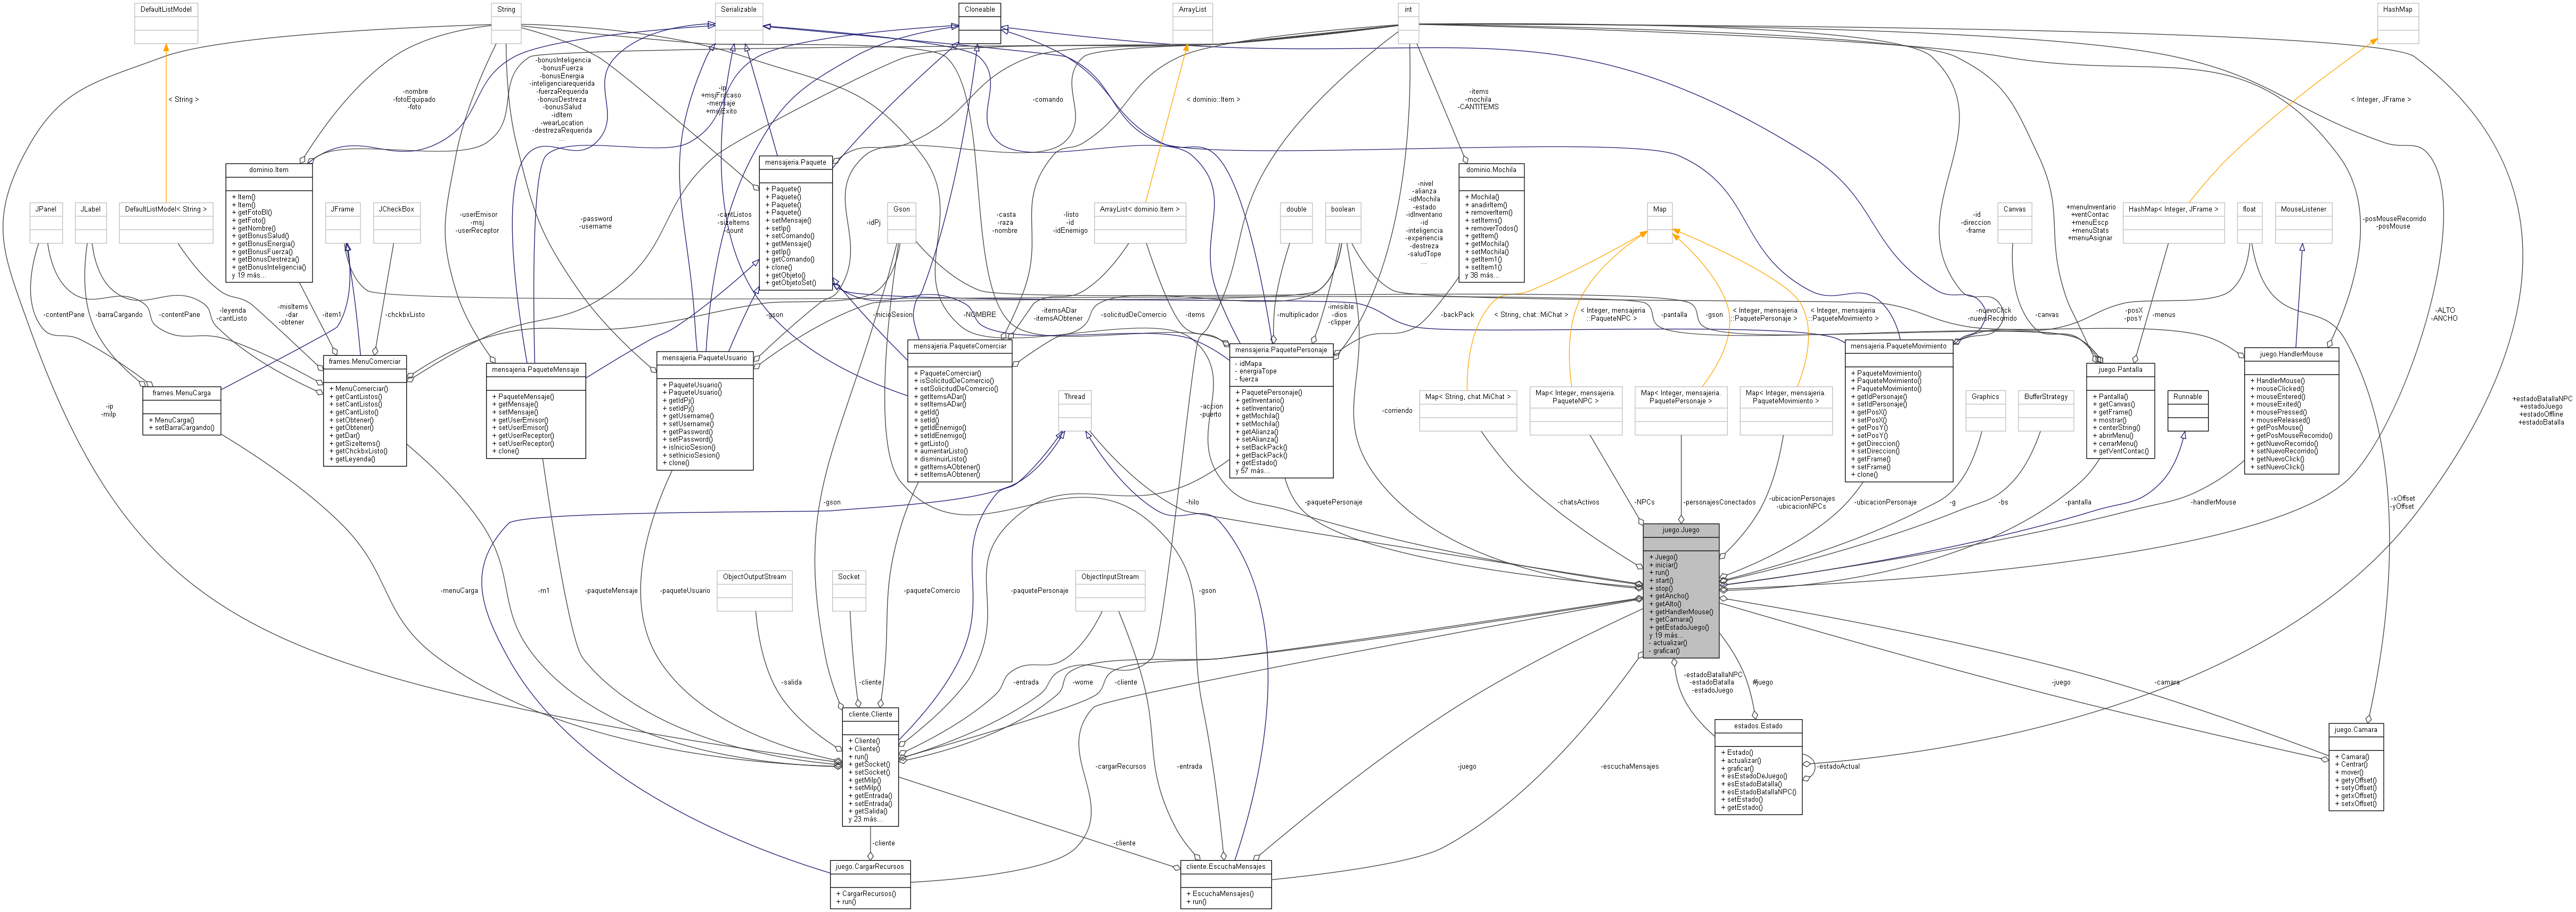 DefaultListModel
String
Serializable
Cloneable
ArrayList
int
HashMap
< String >
-nombre
-fotoEquipado
-foto
-bonusInteligencia
-bonusFuerza
-bonusEnergia
-inteligenciarequerida
-fuerzaRequerida
-bonusDestreza
-bonusSalud
-idItem
-wearLocation
-destrezaRequerida
...
-ip
+msjFracaso
-mensaje
+msjExito
-comando
< dominio::Item >
-items
-mochila
-CANTITEMS
< Integer, JFrame >
dominio.Item
+ Item()
+ Item()
+ getFotoBI()
+ getFoto()
+ getNombre()
+ getBonusSalud()
+ getBonusEnergia()
+ getBonusFuerza()
+ getBonusDestreza()
+ getBonusInteligencia()
y 19 más...
mensajeria.Paquete
+ Paquete()
+ Paquete()
+ Paquete()
+ Paquete()
+ setMensaje()
+ setIp()
+ setComando()
+ getMensaje()
+ getIp()
+ getComando()
+ clone()
+ getObjeto()
+ getObjetoSet()
dominio.Mochila
+ Mochila()
+ anadirItem()
+ removerItem()
+ setItems()
+ removerTodos()
+ getItem()
+ getMochila()
+ setMochila()
+ getItem1()
+ setItem1()
y 38 más...
JPanel
JLabel
DefaultListModel< String >
JFrame
JCheckBox
-userEmisor
-msj
-userReceptor
-password
-username
-cantListos
-sizeItems
-count
-idPj
Gson
-casta
-raza
-nombre
-listo
-id
-idEnemigo
ArrayList< dominio.Item >
double
boolean
-nivel
-alianza
-idMochila
-estado
-idInventario
-id
-inteligencia
-experiencia
-destreza
-saludTope
...
Map
-id
-direccion
-frame
Canvas
+menuInventario
+ventContac
+menuEscp
+menuStats
+menuAsignar
HashMap< Integer, JFrame >
float
MouseListener
-posMouseRecorrido
-posMouse
-contentPane
-barraCargando
-contentPane
-leyenda
-cantListo
-misItems
-dar
-obtener
-item1
-chckbxListo
-gson
-inicioSesion
-NOMBRE
-itemsADar
-itemsAObtener
-solicitudDeComercio
-items
-multiplicador
-invisible
-dios
-clipper
-backPack
< String, chat::MiChat >
< Integer, mensajeria
::PaqueteNPC >
-pantalla
-gson
< Integer, mensajeria
::PaquetePersonaje >
< Integer, mensajeria
::PaqueteMovimiento >
-nuevoClick
-nuevoRecorrido
-canvas
-posX
-posY
-menus
-ALTO
-ANCHO
frames.MenuCarga
+ MenuCarga()
+ setBarraCargando()
frames.MenuComerciar
+ MenuComerciar()
+ getCantListos()
+ setCantListos()
+ getCantListo()
+ setObtener()
+ getObtener()
+ getDar()
+ getSizeItems()
+ getChckbxListo()
+ getLeyenda()
mensajeria.PaqueteMensaje
+ PaqueteMensaje()
+ getMensaje()
+ setMensaje()
+ getUserEmisor()
+ setUserEmisor()
+ getUserReceptor()
+ setUserReceptor()
+ clone()
mensajeria.PaqueteUsuario
+ PaqueteUsuario()
+ PaqueteUsuario()
+ getIdPj()
+ setIdPj()
+ getUsername()
+ setUsername()
+ getPassword()
+ setPassword()
+ isInicioSesion()
+ setInicioSesion()
+ clone()
mensajeria.PaqueteComerciar
+ PaqueteComerciar()
+ isSolicitudDeComercio()
+ setSolicitudDeComercio()
+ getItemsADar()
+ setItemsADar()
+ getId()
+ setId()
+ getIdEnemigo()
+ setIdEnemigo()
+ getListo()
+ aumentarListo()
+ disminuirListo()
+ getItemsAObtener()
+ setItemsAObtener()
Thread
mensajeria.PaquetePersonaje
- idMapa
- energiaTope
- fuerza
+ PaquetePersonaje()
+ getInventario()
+ setInventario()
+ getMochila()
+ setMochila()
+ getAlianza()
+ setAlianza()
+ setBackPack()
+ getBackPack()
+ getEstado()
y 57 más...
-corriendo
Map< String, chat.MiChat >
Map< Integer, mensajeria.
PaqueteNPC >
Map< Integer, mensajeria.
PaquetePersonaje >
Map< Integer, mensajeria.
PaqueteMovimiento >
mensajeria.PaqueteMovimiento
+ PaqueteMovimiento()
+ PaqueteMovimiento()
+ PaqueteMovimiento()
+ getIdPersonaje()
+ setIdPersonaje()
+ getPosX()
+ setPosX()
+ getPosY()
+ setPosY()
+ getDireccion()
+ setDireccion()
+ getFrame()
+ setFrame()
+ clone()
Graphics
BufferStrategy
juego.Pantalla
+ Pantalla()
+ getCanvas()
+ getFrame()
+ mostrar()
+ centerString()
+ abrirMenu()
+ cerrarMenu()
+ getVentContac()
Runnable
juego.HandlerMouse
+ HandlerMouse()
+ mouseClicked()
+ mouseEntered()
+ mouseExited()
+ mousePressed()
+ mouseReleased()
+ getPosMouse()
+ getPosMouseRecorrido()
+ getNuevoRecorrido()
+ setNuevoRecorrido()
+ getNuevoClick()
+ setNuevoClick()
+estadoBatallaNPC
+estadoJuego
+estadoOffline
+estadoBatalla
-ip
-milp
-accion
-puerto
-gson
-hilo
-paquetePersonaje
-chatsActivos
-NPCs
-personajesConectados
-ubicacionPersonajes
-ubicacionNPCs
-ubicacionPersonaje
-g
-bs
-pantalla
-handlerMouse
-xOffset
-yOffset
juego.Juego
+ Juego()
+ iniciar()
+ run()
+ start()
+ stop()
+ getAncho()
+ getAlto()
+ getHandlerMouse()
+ getCamara()
+ getEstadoJuego()
y 19 más...
- actualizar()
- graficar()
-menuCarga
-m1
-paqueteMensaje
-paqueteUsuario
ObjectOutputStream
Socket
-paqueteComercio
-paquetePersonaje
ObjectInputStream
-gson
-salida
-cliente
-entrada
-wome
-cliente
-estadoBatallaNPC
-estadoBatalla
-estadoJuego
#juego
-juego
-camara
cliente.Cliente
+ Cliente()
+ Cliente()
+ run()
+ getSocket()
+ setSocket()
+ getMiIp()
+ setMiIp()
+ getEntrada()
+ setEntrada()
+ getSalida()
y 23 más...
-cargarRecursos
-entrada
-juego
-escuchaMensajes
estados.Estado
+ Estado()
+ actualizar()
+ graficar()
+ esEstadoDeJuego()
+ esEstadoBatalla()
+ esEstadoBatallaNPC()
+ setEstado()
+ getEstado()
-estadoActual
juego.Camara
+ Camara()
+ Centrar()
+ mover()
+ getyOffset()
+ setyOffset()
+ getxOffset()
+ setxOffset()
-cliente
-cliente
juego.CargarRecursos
+ CargarRecursos()
+ run()
cliente.EscuchaMensajes
+ EscuchaMensajes()
+ run()